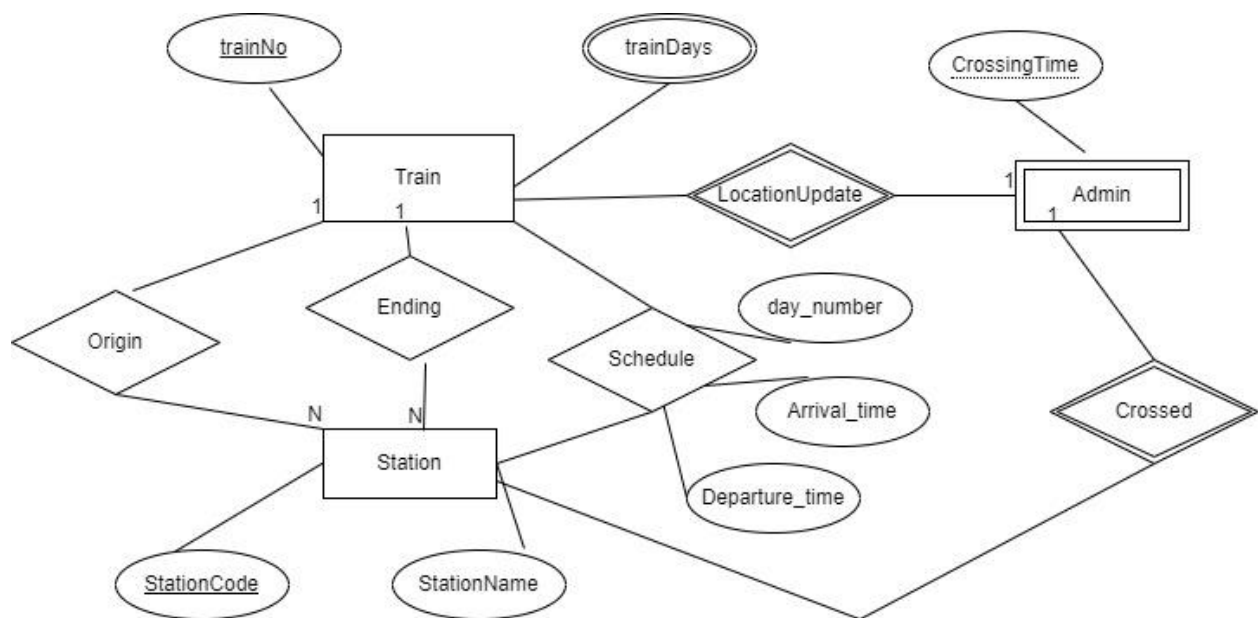 trainNo
trainDays
CrossingTime
Train
LocationUpdate
1
Admin
1
1
1
Ending
day_number
Origin
Schedule
Arrival_time
Crossed
N
N
Station
Departure_time
StationCode
StationName